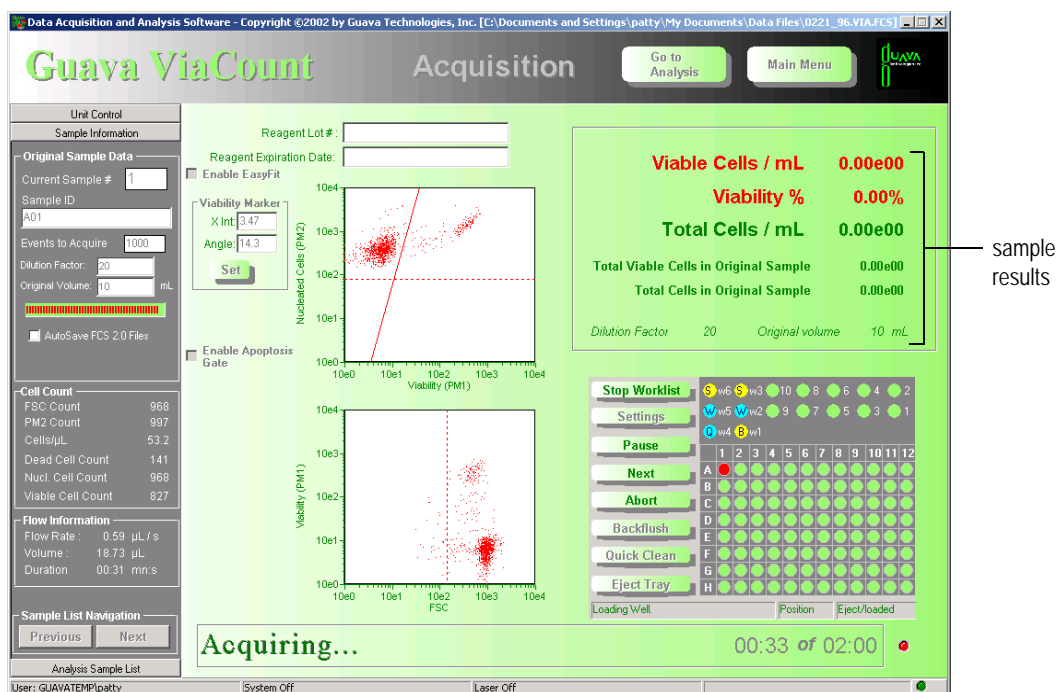 Data Acquisition and Analysis Software - Copyright ©2002 by Guava Technologies, Inc. [C:\Documents and Settings\patty\My Documents\Data Files\0221_96.VIA.FCS]
Guava ViaCount
Acquisition
Go to Analysis
Main Menu
guava
Unit Control
Sample Information
Original Sample Data
Current Sample # 1
Sample ID
A01
Events to Acquire 1000
Dilution Factor: 20
Original Volume: 10 mL
AutoSave FCS 2.0 Files
Cell Count
FSC Count 968
PM2 Count 997
Cells/µL 53.2
Dead Cell Count 141
Nucl. Cell Count 968
Viable Cell Count 827
Flow Information
Flow Rate : 0.59 µL / s
Volume : 18.73 µL
Duration 00:31 mn:s
Sample List Navigation
Previous Next
Analysis Sample List
Reagent Lot # :
Reagent Expiration Date:
Enable EasyFit
Viability Marker
X Int: 3.47
Angle: 14.3
Set
Enable Apoptosis Gate
10e4
10e3
10e2
10e1
10e0
Nucleated Cells (PM2)
10e0 10e1 10e2 10e3 10e4
Viability (PM1)
10e4
10e3
10e2
10e1
10e0
Viability (PM1)
10e0 10e1 10e2 10e3 10e4
FSC
Viable Cells / mL 0.00e00
Viability % 0.00%
Total Cells / mL 0.00e00
Total Viable Cells in Original Sample 0.00e00
Total Cells in Original Sample 0.00e00
Dilution Factor 20 Original volume 10 mL
sample
results
Stop Worklist
Settings
Pause
Next
Abort
Backflush
Quick Clean
Eject Tray
S w6 S w3 10 8 6 4 2
W w5 W w2 9 7 5 3 1
Q w4 B w1
1 2 3 4 5 6 7 8 9 10 11 12
A
B
C
D
E
F
G
H
Loading Well. Position Eject/loaded
Acquiring... 00:33 of 02:00
User: GUAVATEMP\patty System Off Laser Off